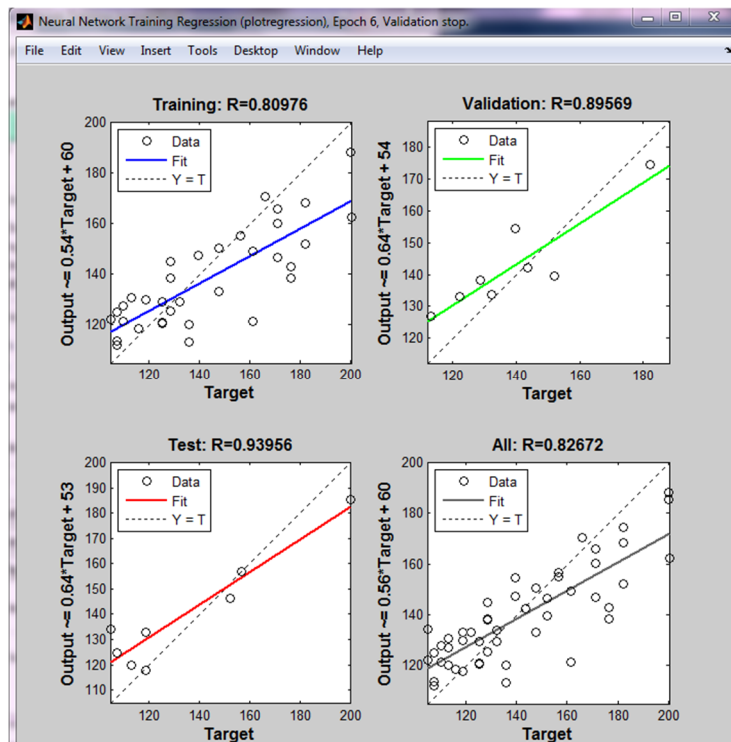 Neural Network Training Regression (plotregression), Epoch 6, Validation stop.
File Edit View Insert Tools Desktop Window Help
Training: R=0.80976
Output ~= 0.54*Target + 60
200
180
160
140
120
Data
Fit
Y = T
120 140 160 180 200
Target
Validation: R=0.89569
Output ~= 0.64*Target + 54
180
170
160
150
140
130
120
Data
Fit
Y = T
120 140 160 180
Target
Test: R=0.93956
Output ~= 0.64*Target + 53
200
190
180
170
160
150
140
130
120
110
Data
Fit
Y = T
120 140 160 180 200
Target
All: R=0.82672
Output ~= 0.56*Target + 60
200
180
160
140
120
Data
Fit
Y = T
120 140 160 180 200
Target